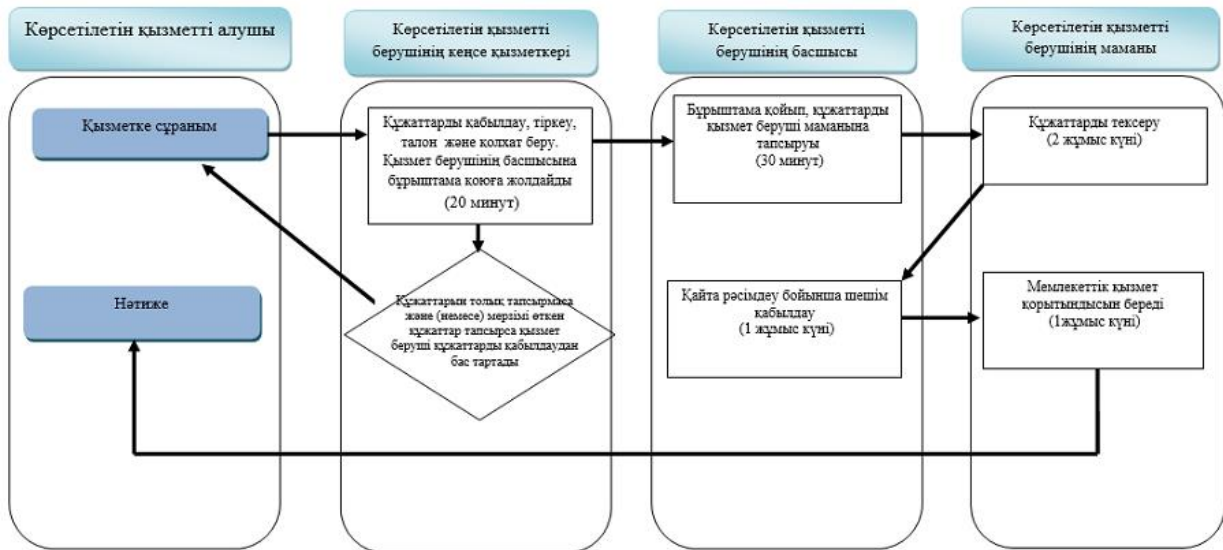 Көрсетілетін қызметті алушы
Көрсетілетін қызметті
берушінің кеңсе қызметкері
Көрсетілетін қызметті
берушінің басшысы
Көрсетілетін қызметті
берушінің маманы
Қызметке сұраным
Құжаттарды қабылдау, тіркеу,
талон және қолхат беру.
Қызмет берушінің басшысына
бұрыштама қоюға жолдайды
(20 минут)
Бұрыштама қойып, құжаттарды
қызмет беруші маманына
тапсыруы
(30 минут)
Құжаттарды тексеру
(2 жұмыс күні)
Нәтиже
Құжаттарын толық тапсырмаса
және (немесе) мерзімі өткен
құжаттар тапсырса қызмет
беруші құжаттарды қабылдаудан
бас тартады
Қайта рәсімдеу бойынша шешім
қабылдау
(1 жұмыс күні)
Мемлекеттік қызмет
қорытындысын береді
(1жұмыс күні)